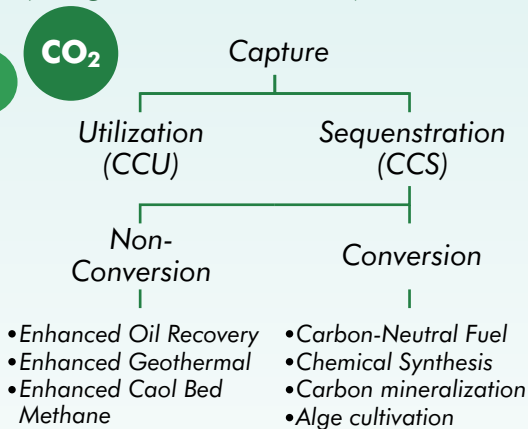 CO₂
Capture
Utilization
(CCU)
Sequenstration
(CCS)
Non-
Conversion
Conversion
•Enhanced Oil Recovery
•Enhanced Geothermal
•Enhanced Caol Bed
Methane
•Carbon-Neutral Fuel
•Chemical Synthesis
•Carbon mineralization
•Alge cultivation